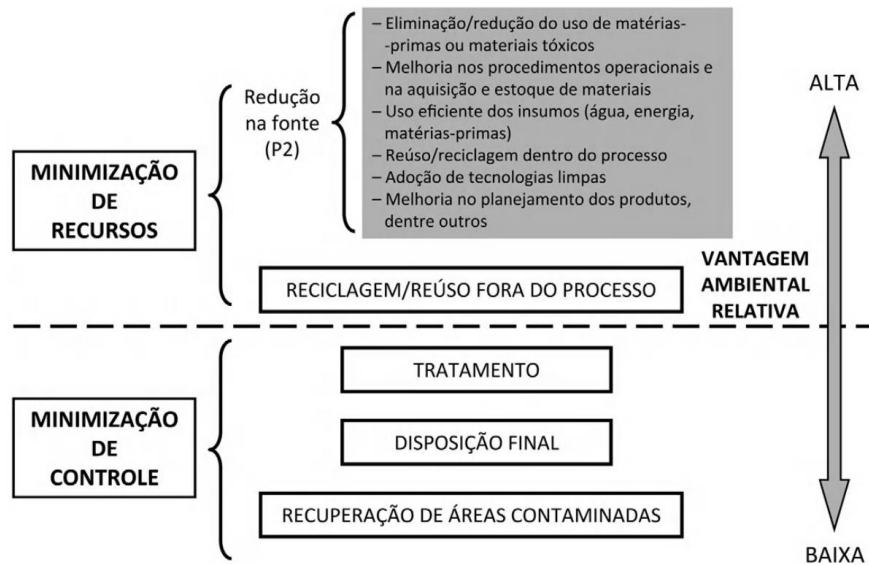 – Eliminação/redução do uso de matérias-
-primas ou materiais tóxicos
– Melhoria nos procedimentos operacionais e
na aquisição e estoque de materiais
– Uso eficiente dos insumos (água, energia,
matérias-primas)
– Reúso/reciclagem dentro do processo
– Adoção de tecnologias limpas
– Melhoria no planejamento dos produtos,
dentre outros
Redução
na fonte
(P2)
MINIMIZAÇÃO
DE
RECURSOS
RECICLAGEM/REÚSO FORA DO PROCESSO
ALTA
VANTAGEM
AMBIENTAL
RELATIVA
MINIMIZAÇÃO
DE
CONTROLE
TRATAMENTO
DISPOSIÇÃO FINAL
RECUPERAÇÃO DE ÁREAS CONTAMINADAS
BAIXA